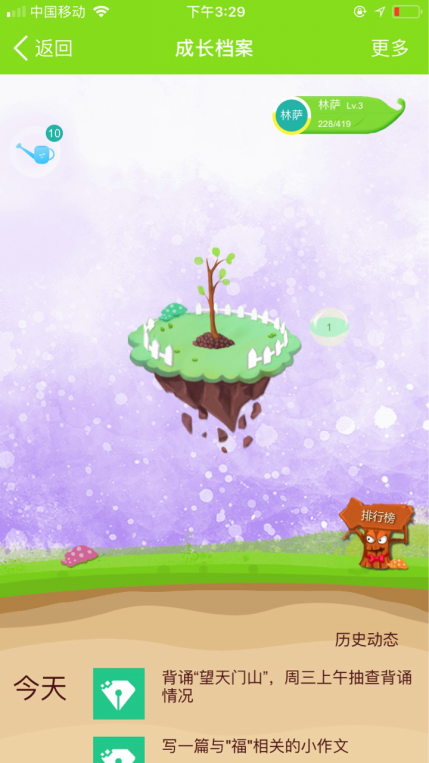 中国移动 下午3:29
返回 成长档案 更多
林萨 林萨 Lv.3
228/419
10
1
排行榜
历史动态
今天
背诵“望天门山”，周三上午抽查背诵
情况
写一篇与"福"相关的小作文